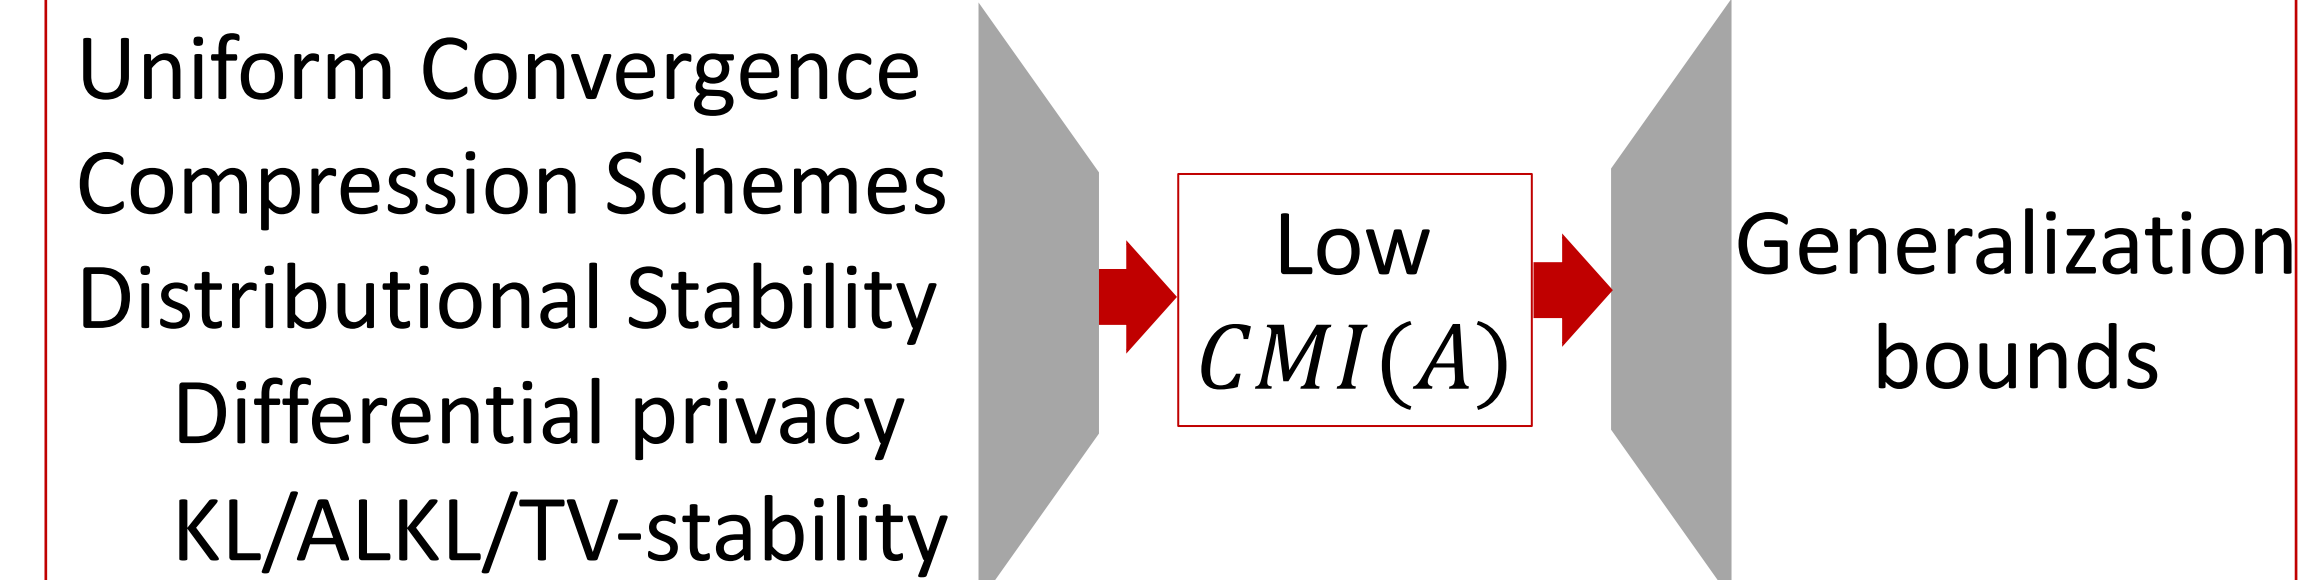 Uniform Convergence
Compression Schemes
Distributional Stability
Differential privacy
KL/ALKL/TV-stability
Low
𝐶𝑀𝐼(𝐴)
Generalization
bounds